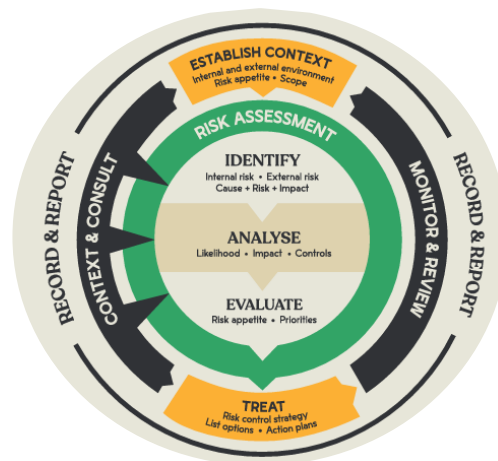 ESTABLISH CONTEXT
Internal and external environment
Risk appetite • Scope
RISK ASSESSMENT
IDENTIFY
Internal risk • External risk
Cause + Risk + Impact
ANALYSE
Likelihood • Impact • Controls
EVALUATE
Risk appetite • Priorities
TREAT
Risk control strategy
List options • Action plans
CONTEXT & CONSULT
MONITOR & REVIEW
RECORD & REPORT
RECORD & REPORT